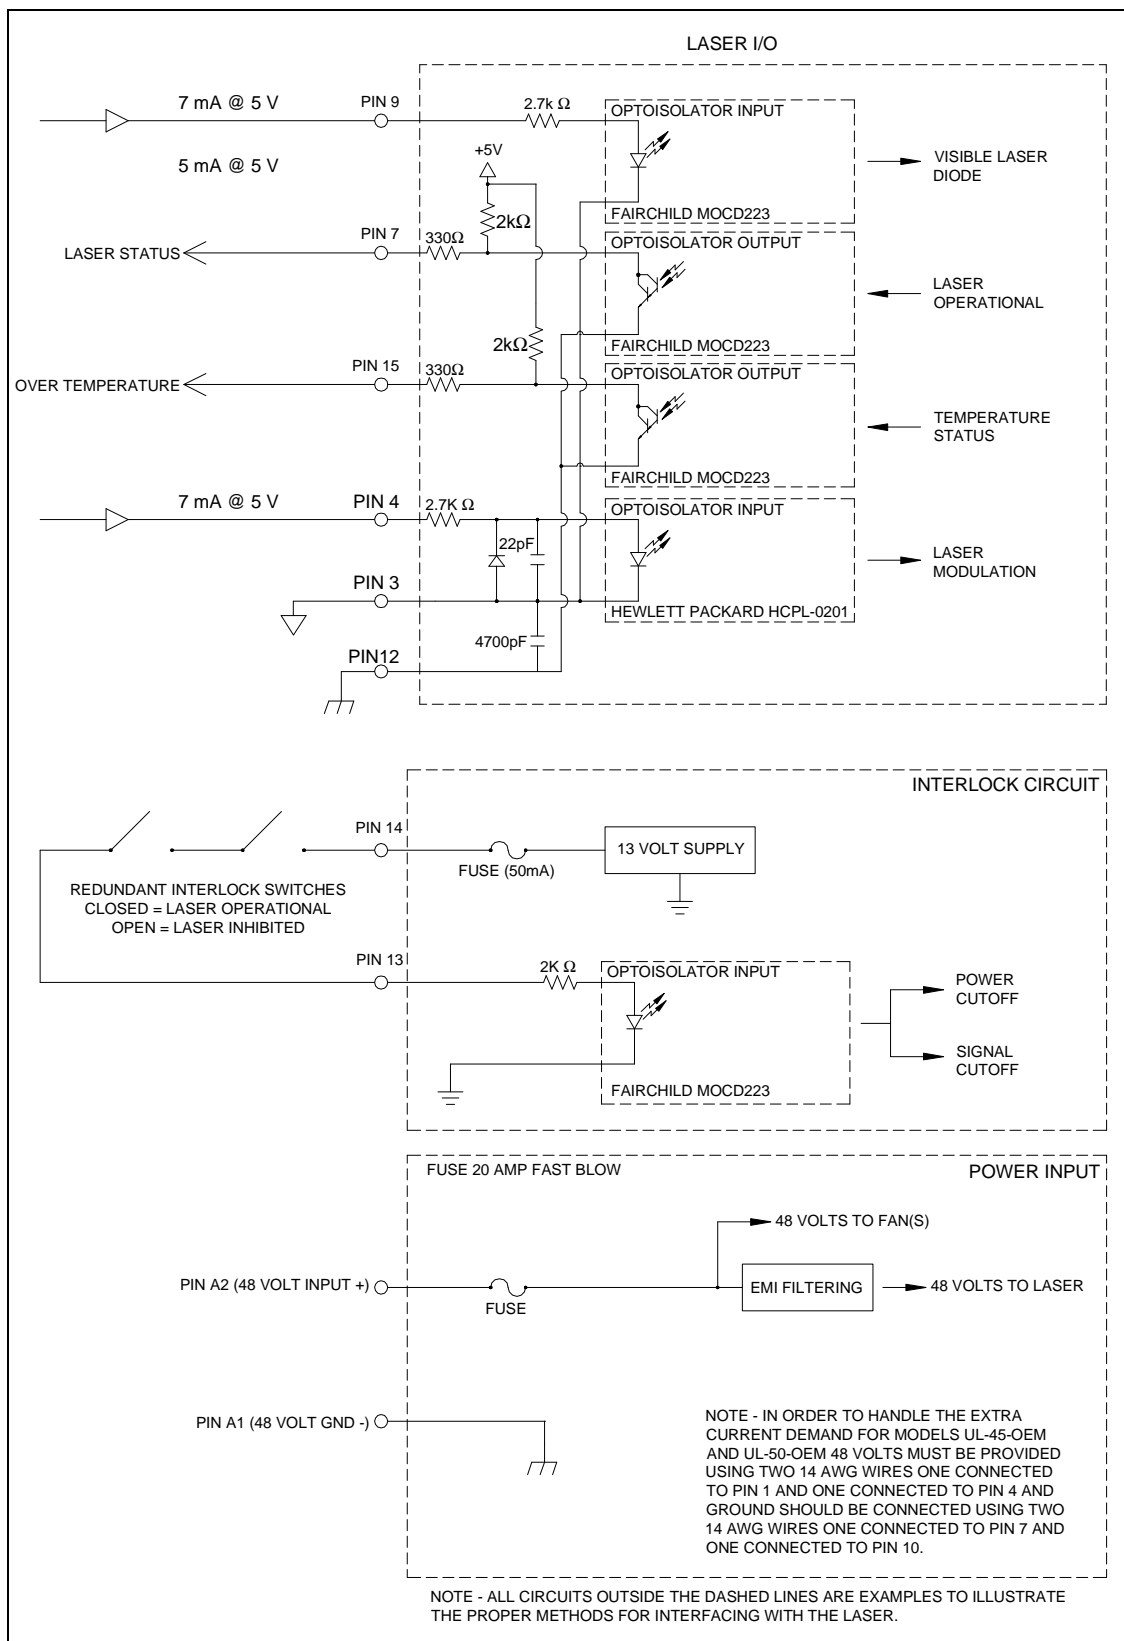 LASER I/O
7 mA @ 5 V
PIN 9
2.7k Ω
OPTOISOLATOR INPUT
5 mA @ 5 V
+5V
VISIBLE LASER
DIODE
2kΩ
FAIRCHILD MOCD223
LASER STATUS
PIN 7
330Ω
OPTOISOLATOR OUTPUT
LASER
OPERATIONAL
2kΩ
FAIRCHILD MOCD223
OVER TEMPERATURE
PIN 15
330Ω
OPTOISOLATOR OUTPUT
TEMPERATURE
STATUS
FAIRCHILD MOCD223
7 mA @ 5 V
PIN 4
2.7K Ω
OPTOISOLATOR INPUT
22pF
LASER
MODULATION
PIN 3
HEWLETT PACKARD HCPL-0201
4700pF
PIN12
INTERLOCK CIRCUIT
PIN 14
FUSE (50mA)
13 VOLT SUPPLY
REDUNDANT INTERLOCK SWITCHES
CLOSED = LASER OPERATIONAL
OPEN = LASER INHIBITED
PIN 13
2K Ω
OPTOISOLATOR INPUT
POWER
CUTOFF
SIGNAL
CUTOFF
FAIRCHILD MOCD223
FUSE 20 AMP FAST BLOW
POWER INPUT
48 VOLTS TO FAN(S)
PIN A2 (48 VOLT INPUT +)
FUSE
EMI FILTERING
48 VOLTS TO LASER
PIN A1 (48 VOLT GND -)
NOTE - IN ORDER TO HANDLE THE EXTRA
CURRENT DEMAND FOR MODELS UL-45-OEM
AND UL-50-OEM 48 VOLTS MUST BE PROVIDED
USING TWO 14 AWG WIRES ONE CONNECTED
TO PIN 1 AND ONE CONNECTED TO PIN 4 AND
GROUND SHOULD BE CONNECTED USING TWO
14 AWG WIRES ONE CONNECTED TO PIN 7 AND
ONE CONNECTED TO PIN 10.
NOTE - ALL CIRCUITS OUTSIDE THE DASHED LINES ARE EXAMPLES TO ILLUSTRATE
THE PROPER METHODS FOR INTERFACING WITH THE LASER.